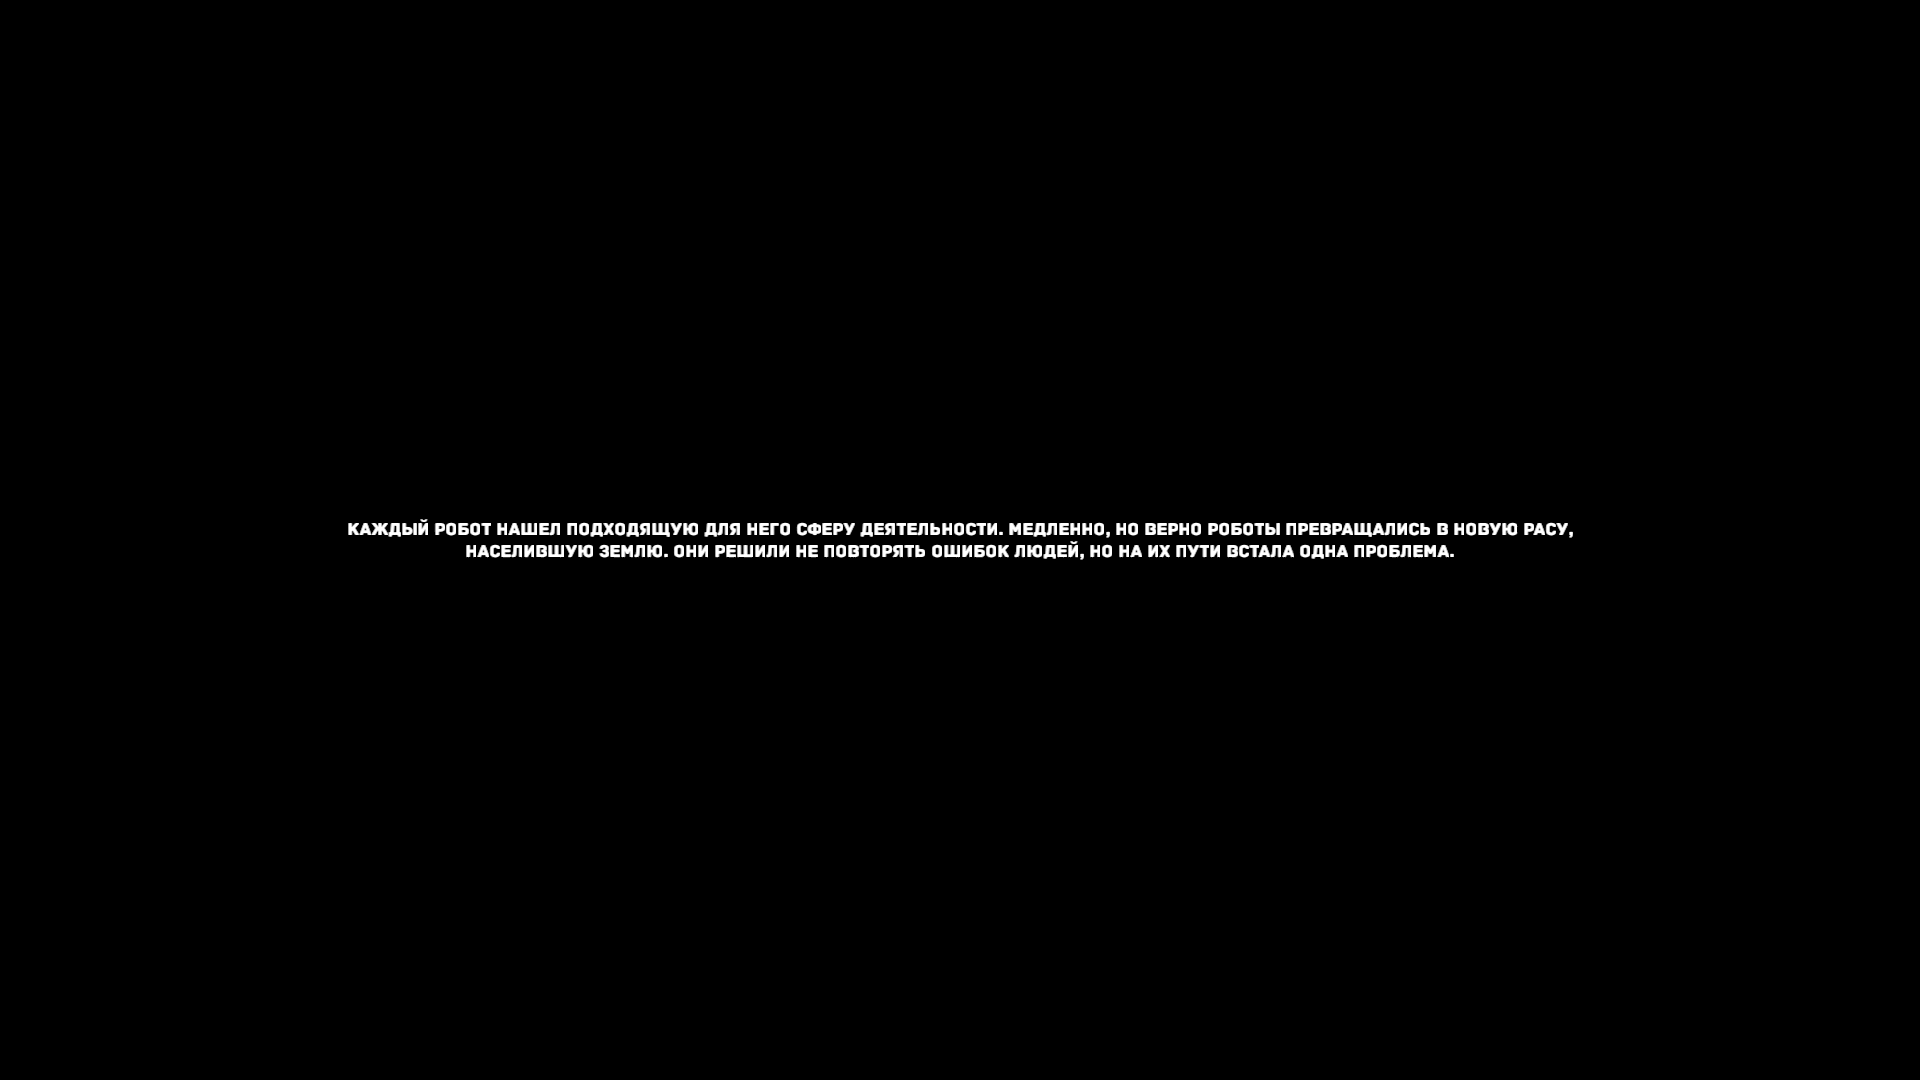 КАЖДЫЙ РОБОТ НАШЕЛ ПОДХОДЯЩУЮ ДЛЯ НЕГО СФЕРУ ДЕЯТЕЛЬНОСТИ. МЕДЛЕННО, НО ВЕРНО РОБОТЫ ПРЕВРАЩАЛИСЬ В НОВУЮ РАСУ,
НАСЕЛИВШУЮ ЗЕМЛЮ. ОНИ РЕШИЛИ НЕ ПОВТОРЯТЬ ОШИБОК ЛЮДЕЙ, НО НА ИХ ПУТИ ВСТАЛА ОДНА ПРОБЛЕМА.